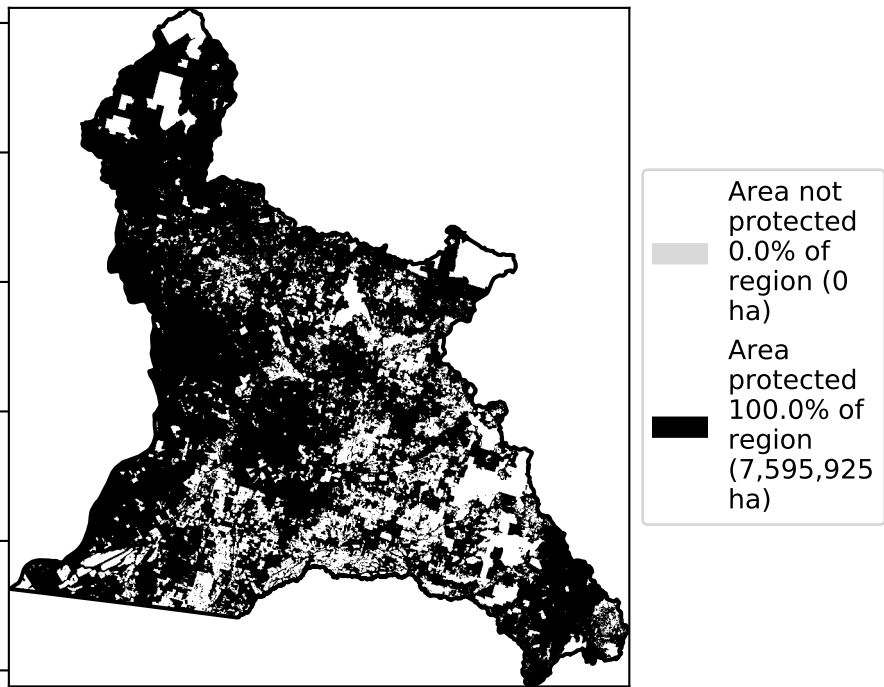 Area not
protected
0.0% of
region (0
ha)
Area
protected
100.0% of
region
(7,595,925
ha)